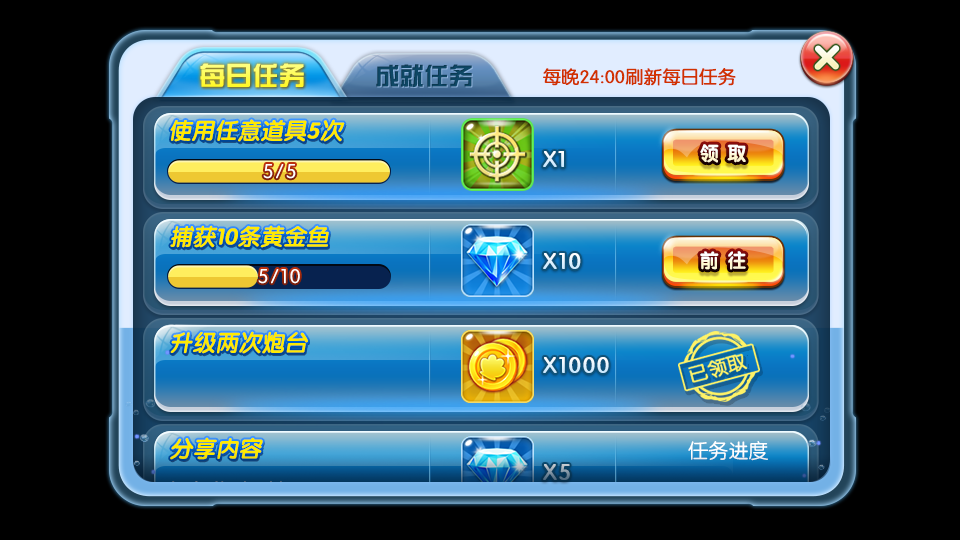 每日任务
成就任务
每晚24:00刷新每日任务
使用任意道具5次
5/5
X1
领取
捕获10条黄金鱼
5/10
X10
前往
升级两次炮台
X1000
已领取
分享内容
X5
任务进度